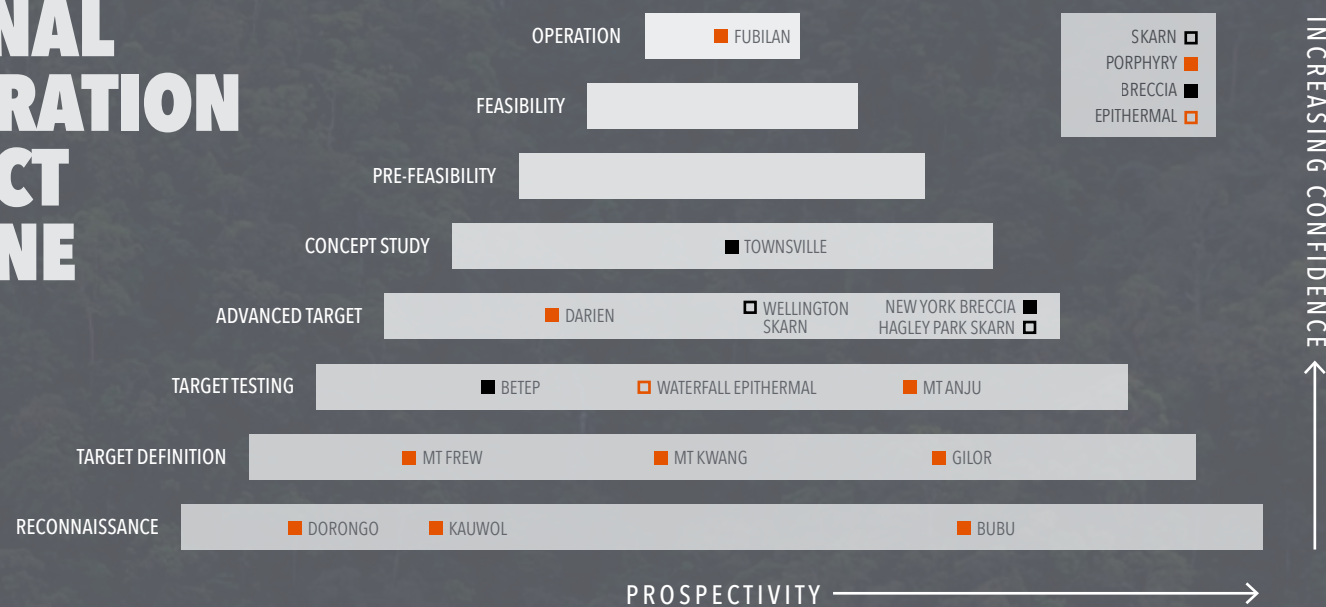 NAL
RATION
CT
NE
OPERATION
FUBILAN
SKARN
PORPHYRY
BRECCIA
EPITHERMAL
FEASIBILITY
PRE-FEASIBILITY
CONCEPT STUDY
TOWNSVILLE
ADVANCED TARGET
DARIEN
WELLINGTON
SKARN
NEW YORK BRECCIA
HAGLEY PARK SKARN
TARGET TESTING
BETEP
WATERFALL EPITHERMAL
MT ANJU
TARGET DEFINITION
MT FREW
MT KWANG
GILOR
RECONNAISSANCE
DORONGO
KAUWOL
BUBU
PROSPECTIVITY
INCREASING CONFIDENCE